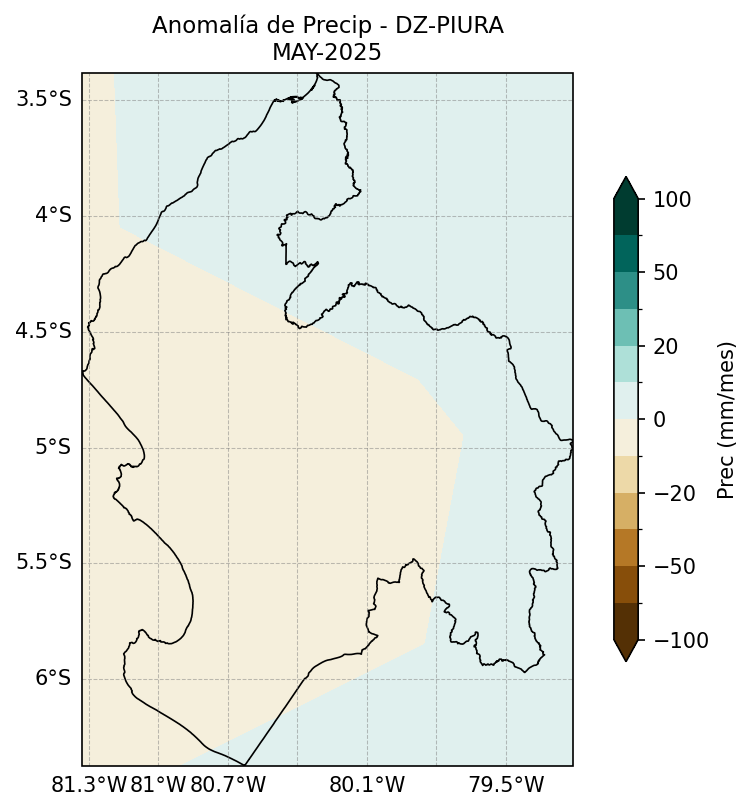 Anomalía de Precip - DZ-PIURA
MAY-2025
3.5°S
4°S
4.5°S
5°S
5.5°S
6°S
81.3°W 81°W 80.7°W 80.1°W 79.5°W
100
50
20
0
−20
−50
−100
Prec (mm/mes)